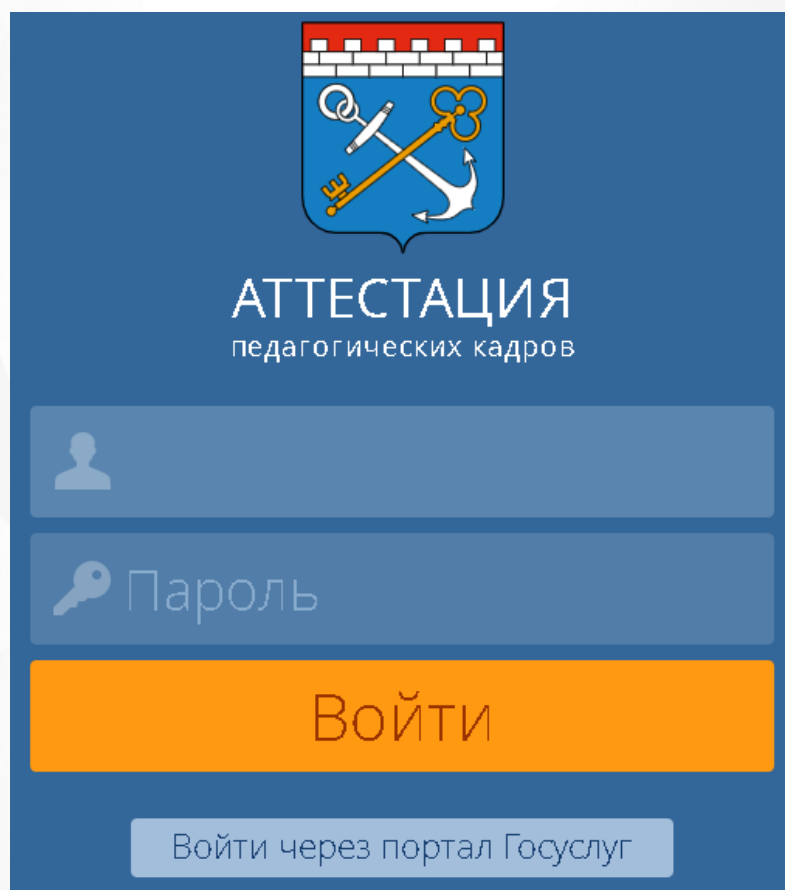 АТТЕСТАЦИЯ
педагогических кадров
Пароль
Войти
Войти через портал Госуслуг